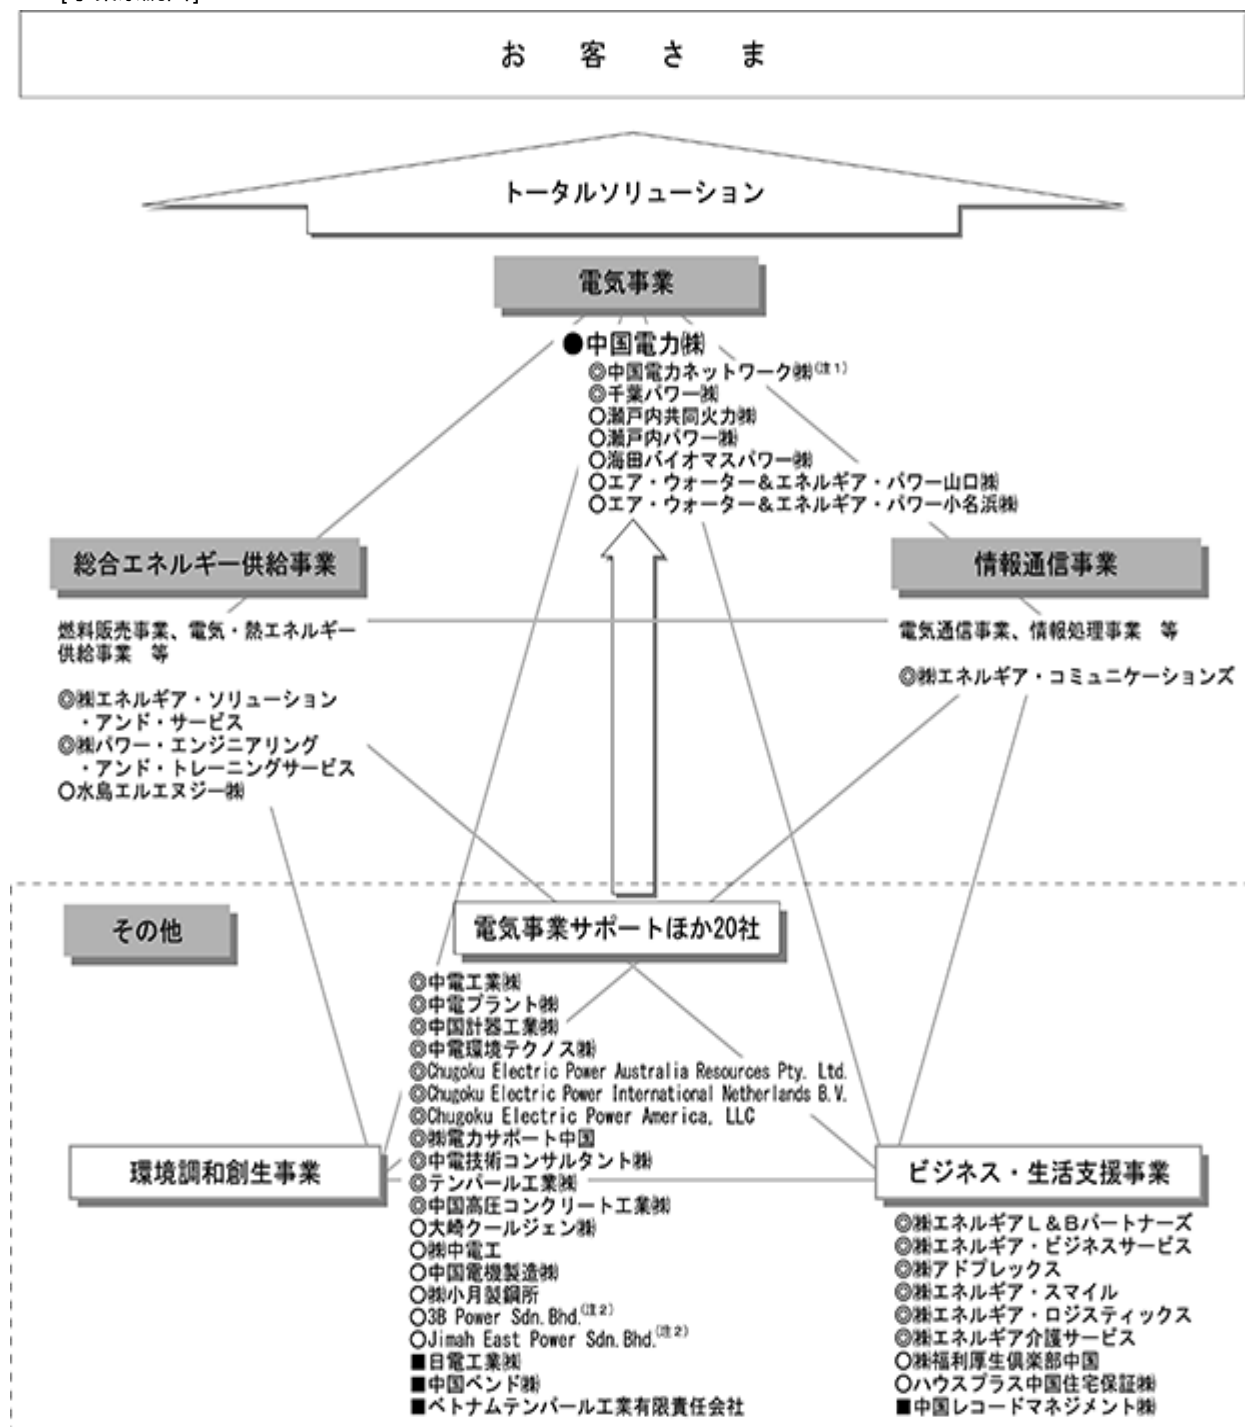 お客さま
トータルソリューション
電気事業
●中国電力㈱
◎中国電力ネットワーク㈱(注1)
◎千葉パワー㈱
○瀬戸内共同火力㈱
○瀬戸内パワー㈱
○海田バイオマスパワー㈱
○エア・ウォーター&エネルギア・パワー山口㈱
○エア・ウォーター&エネルギア・パワー小名浜㈱
総合エネルギー供給事業
燃料販売事業、電気・熱エネルギー
供給事業 等
◎㈱エネルギア・ソリューション
・アンド・サービス
◎㈱パワー・エンジニアリング
・アンド・トレーニングサービス
○水島エルエヌジー㈱
情報通信事業
電気通信事業、情報処理事業 等
◎㈱エネルギア・コミュニケーションズ
その他
電気事業サポートほか20社
◎中電工業㈱
◎中電プラント㈱
◎中国計器工業㈱
◎中電環境テクノス㈱
◎Chugoku Electric Power Australia Resources Pty. Ltd.
◎Chugoku Electric Power International Netherlands B.V.
◎Chugoku Electric Power America, LLC
◎㈱電力サポート中国
◎中電技術コンサルタント㈱
◎テンパール工業㈱
◎中国高圧コンクリート工業㈱
○大崎クールジェン㈱
○㈱中電工
○中国電機製造㈱
○㈱小月製鋼所
○3B Power Sdn.Bhd.(注2)
○Jimah East Power Sdn.Bhd.(注2)
■日電工業㈱
■中国ベンド㈱
■ベトナムテンパール工業有限責任会社
環境調和創生事業
ビジネス・生活支援事業
◎㈱エネルギアL&Bパートナーズ
◎㈱エネルギア・ビジネスサービス
◎㈱アドプレックス
◎㈱エネルギア・スマイル
◎㈱エネルギア・ロジスティックス
◎㈱エネルギア介護サービス
○㈱福利厚生倶楽部中国
○ハウスプラス中国住宅保証㈱
■中国レコードマネジメント㈱